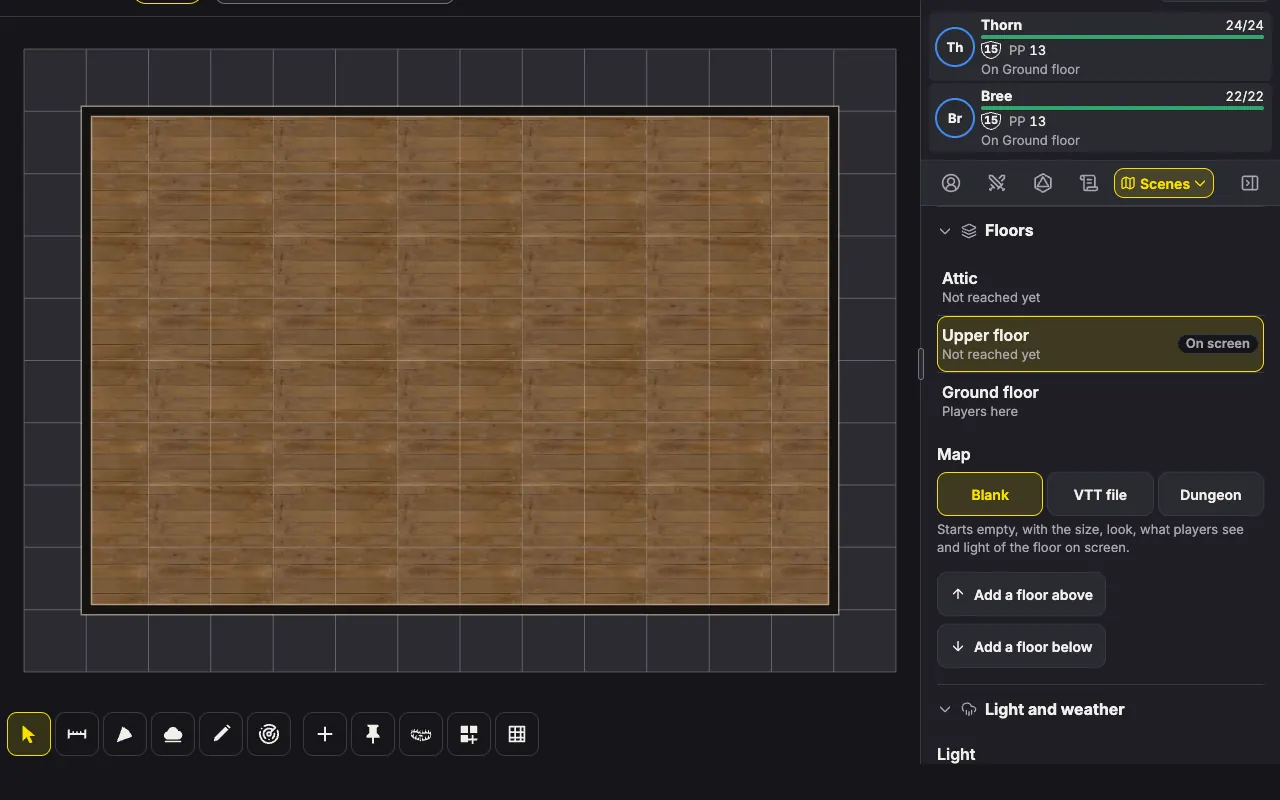 Th
Thorn
24/24
15 PP 13
On Ground floor
Br
Bree
22/22
15 PP 13
On Ground floor
Scenes
Floors
Attic
Not reached yet
Upper floor
Not reached yet
On screen
Ground floor
Players here
Map
Blank
VTT file
Dungeon
Starts empty, with the size, look, what players see
and light of the floor on screen.
Add a floor above
Add a floor below
Light and weather
Light